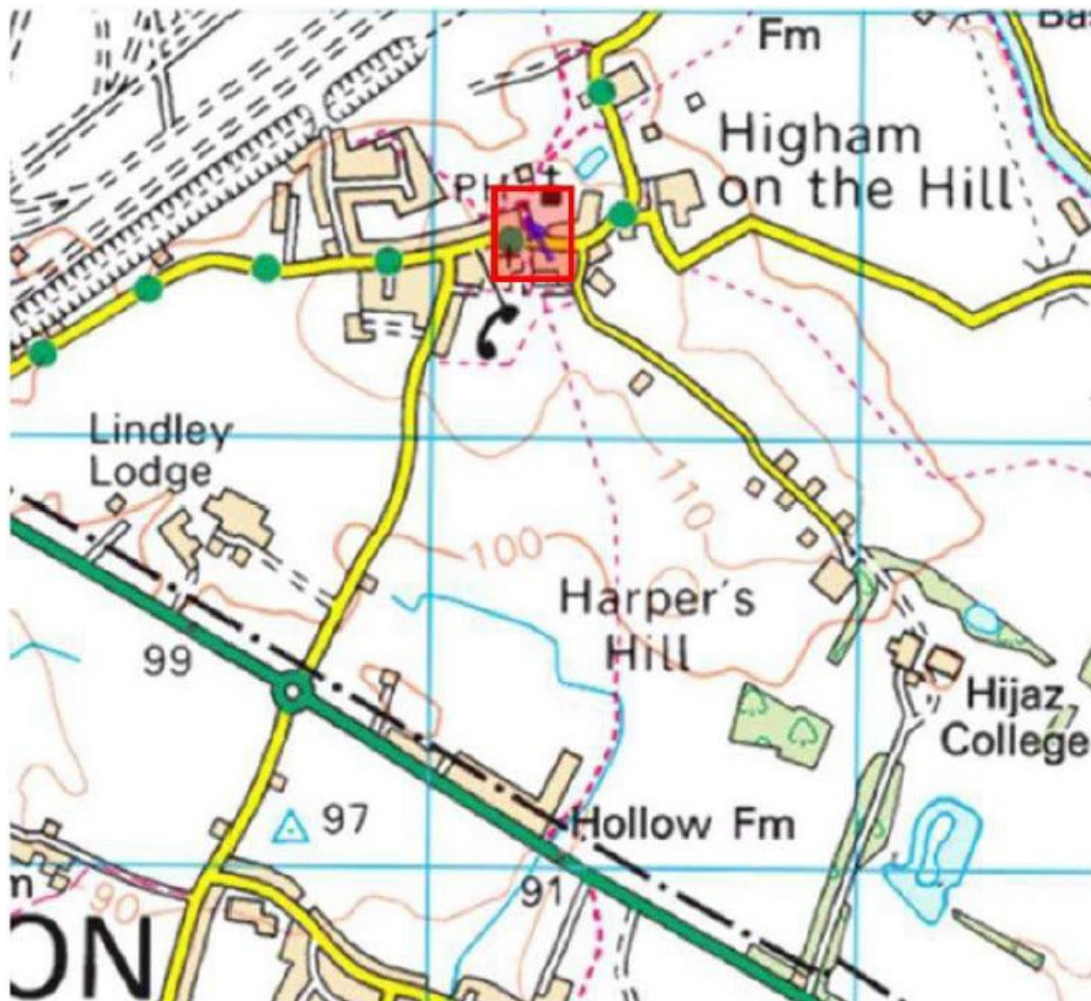 Fm
Higham
on the Hill
PH
Lindley
Lodge
110
100
Harper's
Hill
99
Hijaz
College
97
Hollow Fm
91
m
90
ON